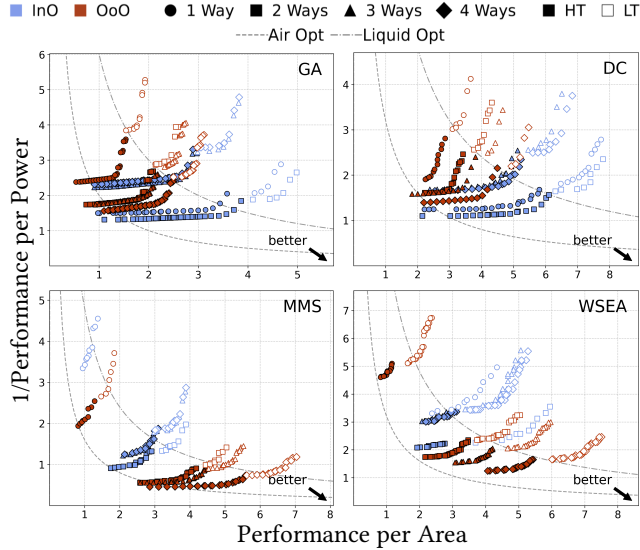 InO OoO 1 Way 2 Ways 3 Ways 4 Ways HT LT
Air Opt Liquid Opt
GA
6
5
4
3
2
1
1 2 3 4 5
better
DC
4
3
2
1
1 2 3 4 5 6 7 8
better
MMS
5
4
3
2
1
1 2 3 4 5 6 7 8
better
WSEA
7
6
5
4
3
2
1
1 2 3 4 5 6 7 8
better
1/Performance per Power
Performance per Area